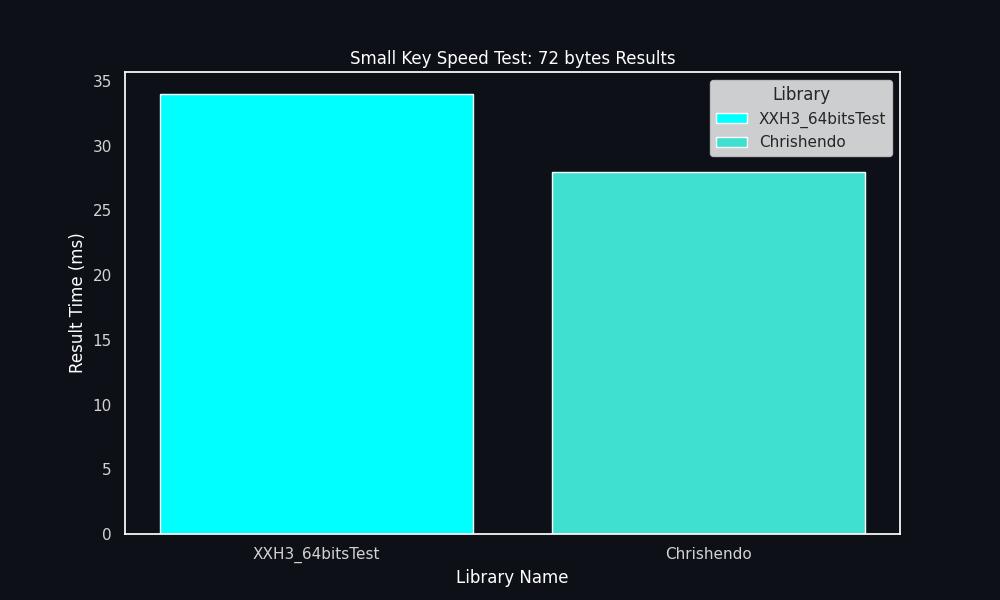 Small Key Speed Test: 72 bytes Results
35
30
25
20
15
10
5
0
Result Time (ms)
Library
XXH3_64bitsTest
Chrishendo
XXH3_64bitsTest
Chrishendo
Library Name